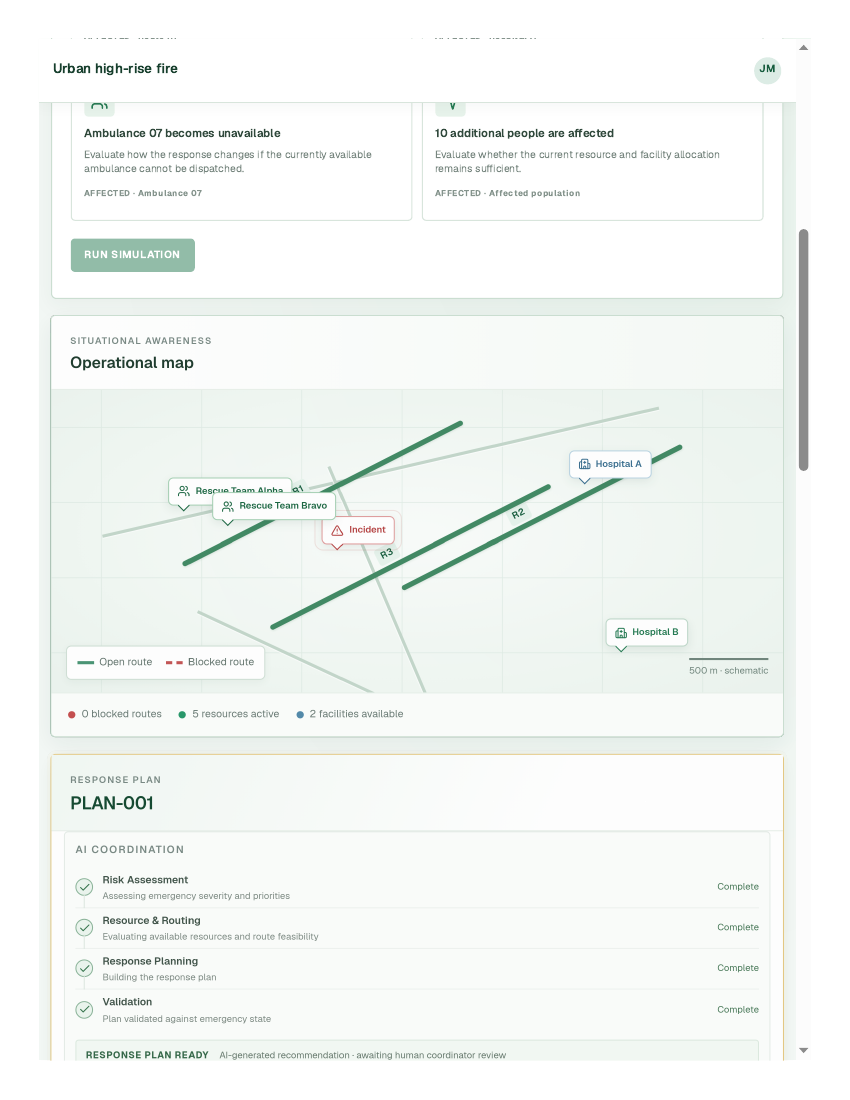 Urban high-rise fire
JM
Ambulance 07 becomes unavailable
Evaluate how the response changes if the currently available
ambulance cannot be dispatched.
AFFECTED · Ambulance 07
10 additional people are affected
Evaluate whether the current resource and facility allocation
remains sufficient.
AFFECTED · Affected population
RUN SIMULATION
SITUATIONAL AWARENESS
Operational map
Hospital A
Rescue Team Alpha
R1
Rescue Team Bravo
R2
Incident
R3
Hospital B
Open route
Blocked route
500 m · schematic
0 blocked routes
5 resources active
2 facilities available
RESPONSE PLAN
PLAN-001
AI COORDINATION
Risk Assessment
Assessing emergency severity and priorities
Complete
Resource & Routing
Evaluating available resources and route feasibility
Complete
Response Planning
Building the response plan
Complete
Validation
Plan validated against emergency state
Complete
RESPONSE PLAN READY AI-generated recommendation · awaiting human coordinator review